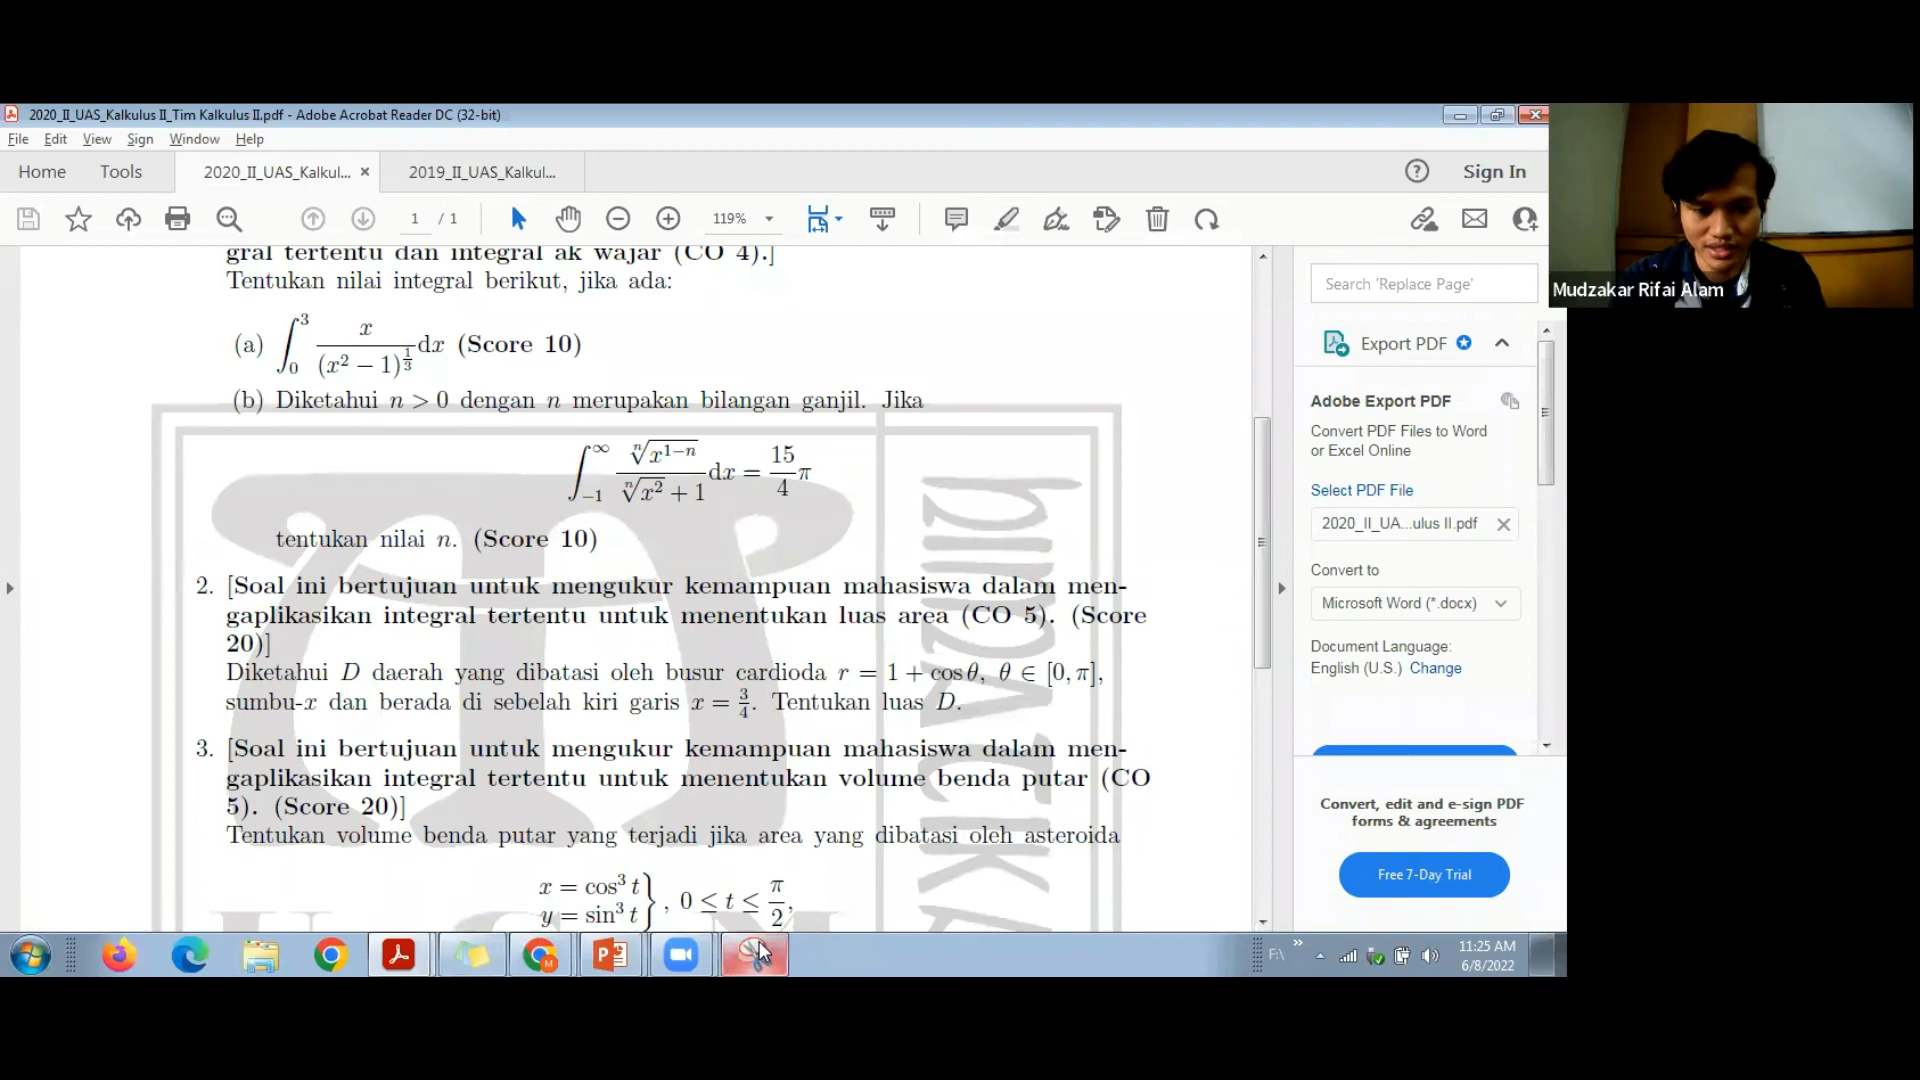 2020_II_UAS_Kalkulus II_Tim Kalkulus II.pdf - Adobe Acrobat Reader DC (32-bit)
File Edit View Sign Window Help
Home Tools 2020_II_UAS_Kalkul... × 2019_II_UAS_Kalkul... Sign In
1 / 1 119%
gral tertentu dan integral ak wajar (CO 4).]
Tentukan nilai integral berikut, jika ada:
(a) ∫₀³ x/(x² − 1)^(1/3) dx (Score 10)
(b) Diketahui n > 0 dengan n merupakan bilangan ganjil. Jika
∫₋₁^∞ ⁿ√(x^(1−n)) / (ⁿ√(x²) + 1) dx = 15/4 π
tentukan nilai n. (Score 10)
2. [Soal ini bertujuan untuk mengukur kemampuan mahasiswa dalam men-
gaplikasikan integral tertentu untuk menentukan luas area (CO 5). (Score
20)]
Diketahui D daerah yang dibatasi oleh busur cardioda r = 1 + cos θ, θ ∈ [0, π],
sumbu-x dan berada di sebelah kiri garis x = 3/4. Tentukan luas D.
3. [Soal ini bertujuan untuk mengukur kemampuan mahasiswa dalam men-
gaplikasikan integral tertentu untuk menentukan volume benda putar (CO
5). (Score 20)]
Tentukan volume benda putar yang terjadi jika area yang dibatasi oleh asteroida
x = cos³ t
y = sin³ t } , 0 ≤ t ≤ π/2,
Search 'Replace Page'
Export PDF
Adobe Export PDF
Convert PDF Files to Word
or Excel Online
Select PDF File
2020_II_UA...ulus II.pdf
Convert to
Microsoft Word (*.docx)
Document Language:
English (U.S.) Change
Convert, edit and e-sign PDF
forms & agreements
Free 7-Day Trial
Mudzakar Rifai Alam
F:\
11:25 AM
6/8/2022